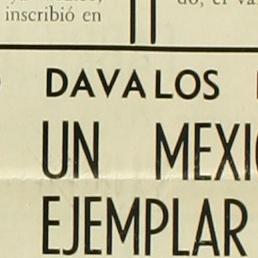 inscribió en
DAVALOS
UN MEXIC
EJEMPLAR